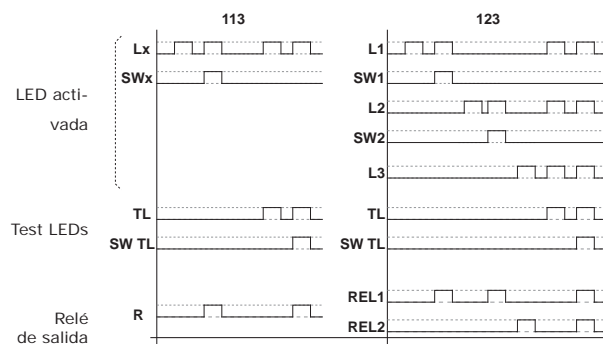 113
123
Lx
L1
SWx
SW1
LED acti-
vada
L2
SW2
L3
Test LEDs
TL
TL
SW TL
SW TL
REL1
R
Relé
de salida
REL2